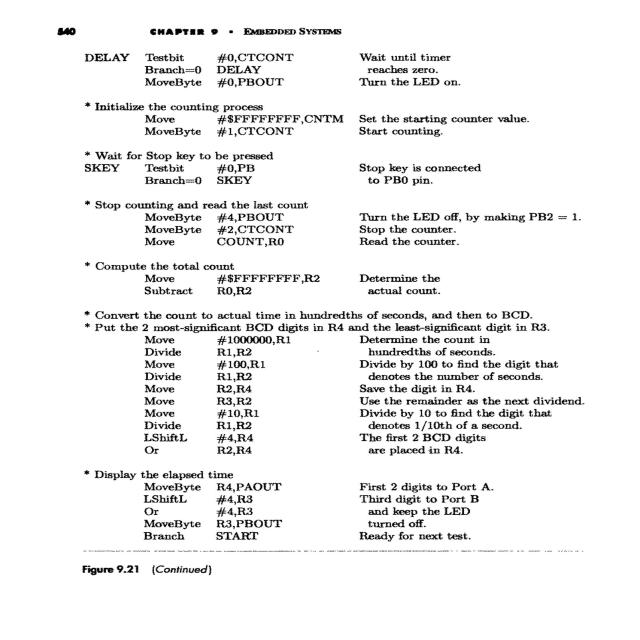 540 CHAPTER 9 • EMBEDDED SYSTEMS
DELAY Testbit #0,CTCONT Wait until timer
Branch=0 DELAY reaches zero.
MoveByte #0,PBOUT Turn the LED on.
* Initialize the counting process
Move #$FFFFFFFF,CNTM Set the starting counter value.
MoveByte #1,CTCONT Start counting.
* Wait for Stop key to be pressed
SKEY Testbit #0,PB Stop key is connected
Branch=0 SKEY to PB0 pin.
* Stop counting and read the last count
MoveByte #4,PBOUT Turn the LED off, by making PB2 = 1.
MoveByte #2,CTCONT Stop the counter.
Move COUNT,R0 Read the counter.
* Compute the total count
Move #$FFFFFFFF,R2 Determine the
Subtract R0,R2 actual count.
* Convert the count to actual time in hundredths of seconds, and then to BCD.
* Put the 2 most-significant BCD digits in R4 and the least-significant digit in R3.
Move #1000000,R1 Determine the count in
Divide R1,R2 hundredths of seconds.
Move #100,R1 Divide by 100 to find the digit that
Divide R1,R2 denotes the number of seconds.
Move R2,R4 Save the digit in R4.
Move R3,R2 Use the remainder as the next dividend.
Move #10,R1 Divide by 10 to find the digit that
Divide R1,R2 denotes 1/10th of a second.
LShiftL #4,R4 The first 2 BCD digits
Or R2,R4 are placed in R4.
* Display the elapsed time
MoveByte R4,PAOUT First 2 digits to Port A.
LShiftL #4,R3 Third digit to Port B
Or #4,R3 and keep the LED
MoveByte R3,PBOUT turned off.
Branch START Ready for next test.
Figure 9.21 (Continued)